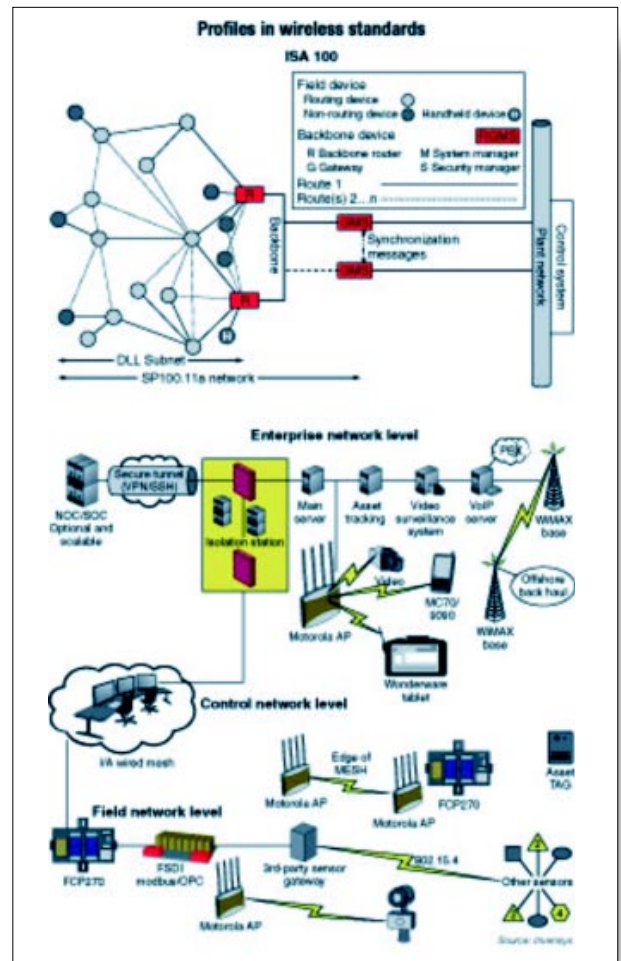 Profiles in wireless standards
ISA 100
Field device
Routing device
Non-routing device Handheld device H
Backbone device RGMS
R Backbone router M System manager
G Gateway S Security manager
Route 1
Route(s) 2...n
R
Backbone
GMS
Synchronization
messages
GMS
Plant network
Control system
R
H
DLL Subnet
SP100.11a network
Enterprise network level
Secure tunnel
(VPN/SSH)
NOC/SOC
Optional and
scalable
Isolation station
Main
server
Asset
tracking
Video
surveillance
system
VoIP
server
PBX
WiMAX
base
Offshore
back haul
WiMAX
base
Video
MC70/
9090
Motorola AP
Wonderware
tablet
Control network level
I/A wired mesh
Edge of
MESH
Motorola AP
Motorola AP
FCP270
Asset
TAG
Field network level
FCP270
FSDI
modbus/OPC
3rd-party sensor
gateway
802.15.4
Other sensors
4
Motorola AP
Source: Invensys